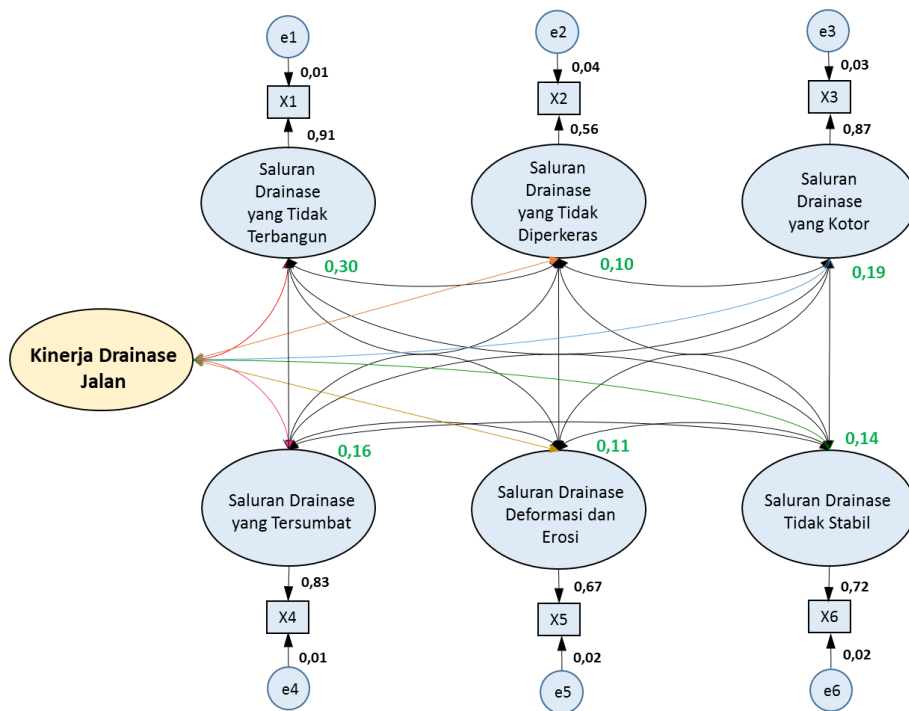 e1
e2
e3
0,01
0,04
0,03
X1
X2
X3
0,91
0,56
0,87
Saluran
Drainase
yang Tidak
Terbangun
Saluran
Drainase
yang Tidak
Diperkeras
Saluran
Drainase
yang Kotor
0,30
0,10
0,19
Kinerja Drainase
Jalan
0,16
0,11
0,14
Saluran Drainase
yang Tersumbat
Saluran Drainase
Deformasi dan
Erosi
Saluran Drainase
Tidak Stabil
0,83
0,67
0,72
X4
X5
X6
0,01
0,02
0,02
e4
e5
e6